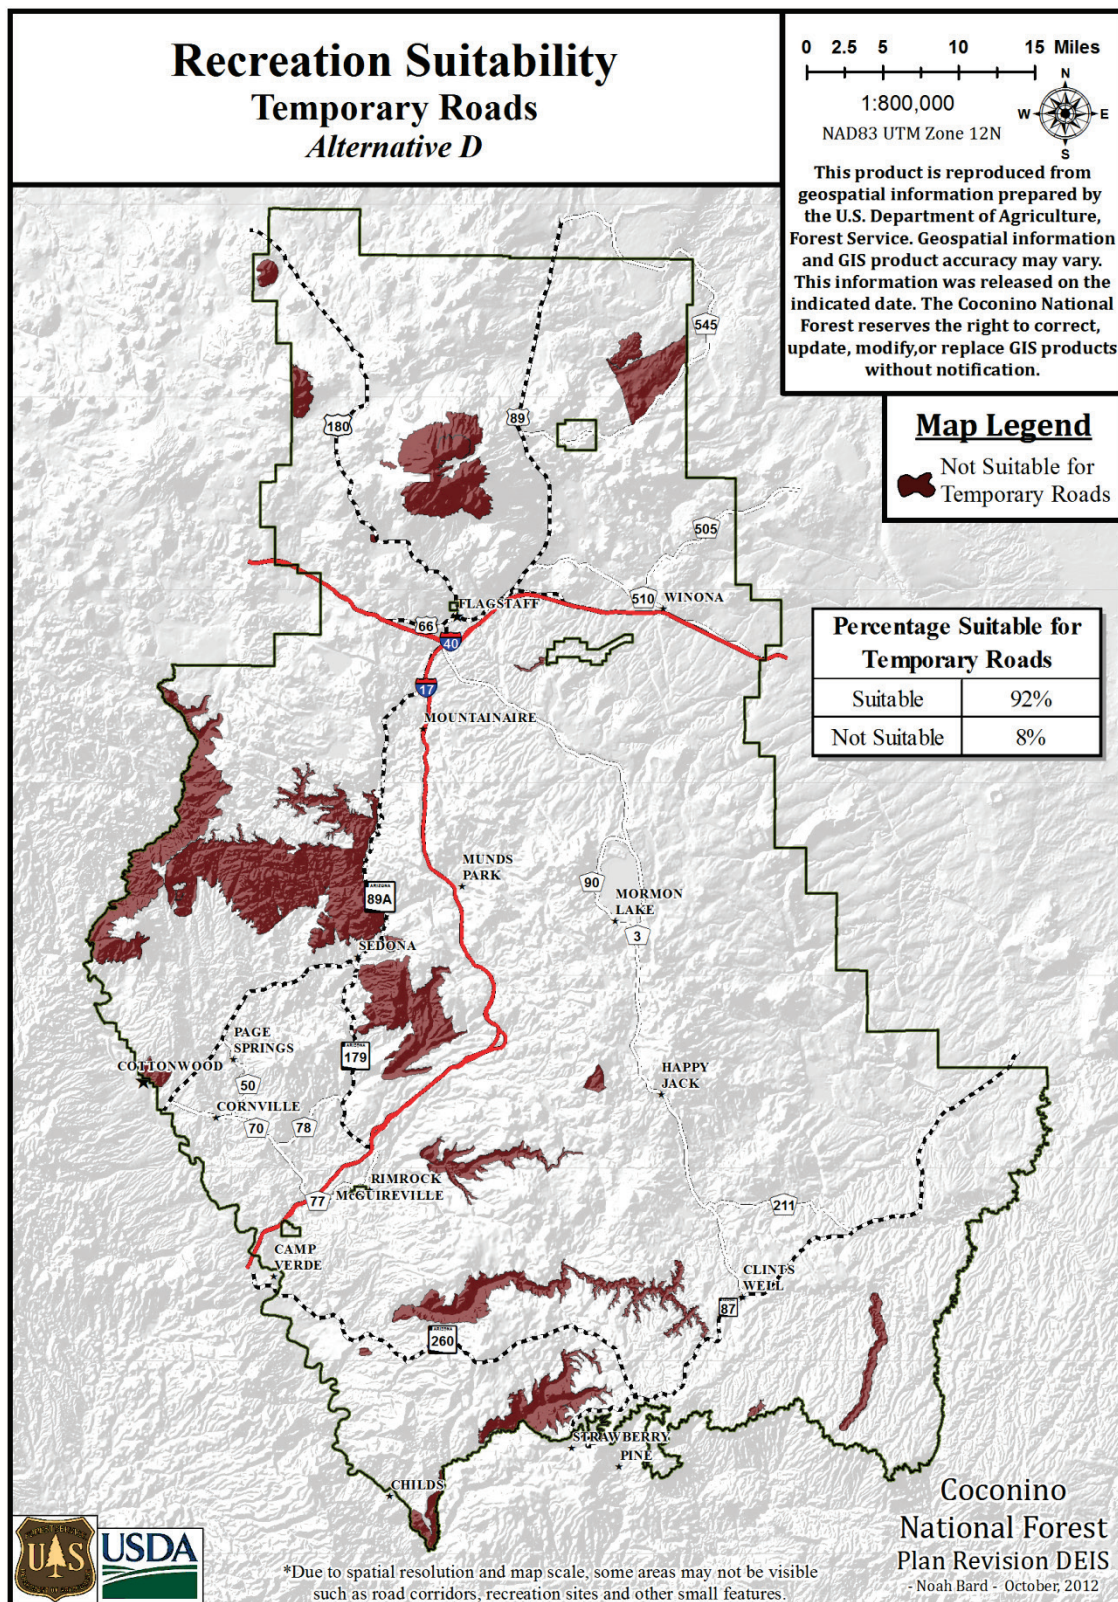 Recreation Suitability
Temporary Roads
Alternative D
0 2.5 5 10 15 Miles
1:800,000
NAD83 UTM Zone 12N
N
W E
S
This product is reproduced from
geospatial information prepared by
the U.S. Department of Agriculture,
Forest Service. Geospatial information
and GIS product accuracy may vary.
This information was released on the
indicated date. The Coconino National
Forest reserves the right to correct,
update, modify,or replace GIS products
without notification.
Map Legend
Not Suitable for
Temporary Roads
545
180
89
505
510
WINONA
FLAGSTAFF
66
40
17
MOUNTAINAIRE
Percentage Suitable for
Temporary Roads
Suitable 92%
Not Suitable 8%
MUNDS
PARK
90
MORMON
LAKE
3
ARIZONA
89A
SEDONA
PAGE
SPRINGS
ARIZONA
179
COTTONWOOD
50
CORNVILLE
70
78
HAPPY
JACK
RIMROCK
MCGUIREVILLE
77
211
CAMP
VERDE
CLINTS
WELL
87
ARIZONA
260
STRAWBERRY
PINE
CHILDS
Coconino
National Forest
Plan Revision DEIS
- Noah Bard - October, 2012
FOREST SERVICE
U S
DEPARTMENT OF AGRICULTURE
USDA
*Due to spatial resolution and map scale, some areas may not be visible
such as road corridors, recreation sites and other small features.